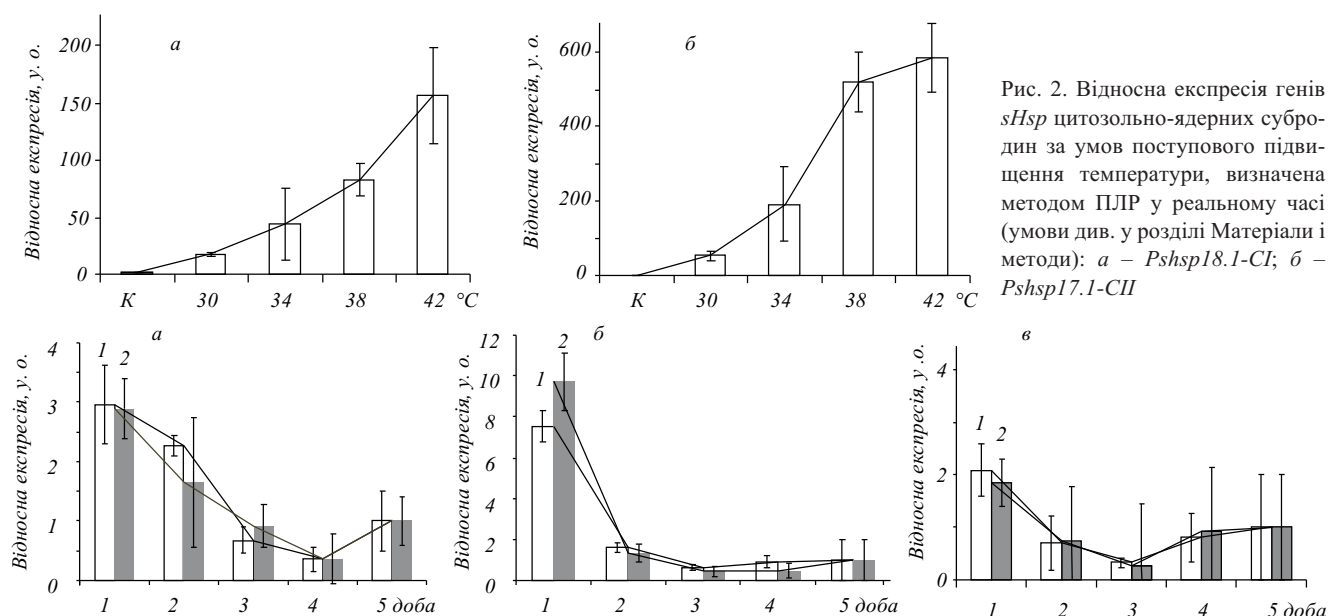 а
200
150
100
50
0
Відносна експресія, у. о.
К 30 34 38 42 °C
б
600
400
200
0
Відносна експресія, у. о.
К 30 34 38 42 °C
Рис. 2. Відносна експресія генів
sHsp цитозольно-ядерних субро-
дин за умов поступового підви-
щення температури, визначена
методом ПЛР у реальному часі
(умови див. у розділі Матеріали і
методи): а – Pshsp18.1-CI; б –
Pshsp17.1-CII
а
4
3
2
1
0
Відносна експресія, у. о.
1 2
1 2 3 4 5 доба
б
12
10
8
6
4
2
0
Відносна експресія, у. о.
2
1
1 2 3 4 5 доба
в
4
2
0
Відносна експресія, у .о.
1
2
1 2 3 4 5 доба